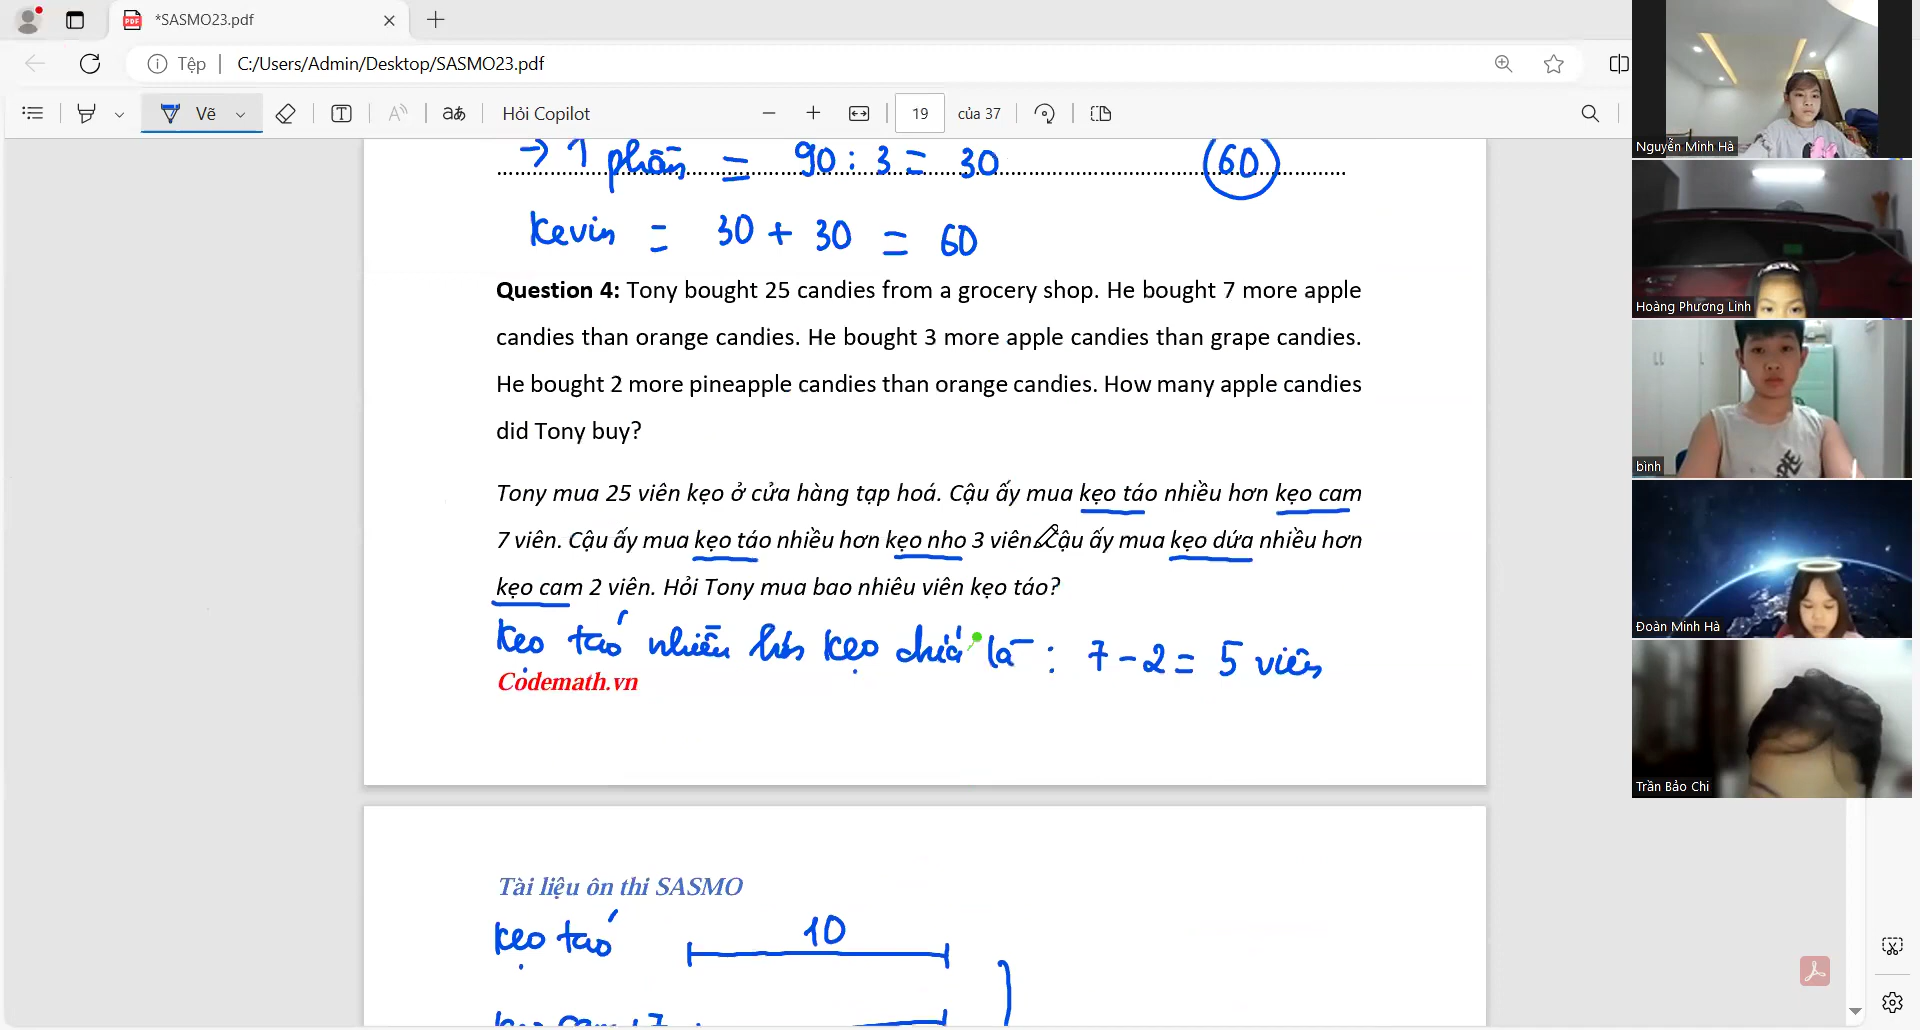 *SASMO23.pdf
Tệp
C:/Users/Admin/Desktop/SASMO23.pdf
Vẽ
Hỏi Copilot
19
của 37
→ 1 phần = 90 : 3 = 30
60
Kevin = 30 + 30 = 60
Question 4: Tony bought 25 candies from a grocery shop. He bought 7 more apple
candies than orange candies. He bought 3 more apple candies than grape candies.
He bought 2 more pineapple candies than orange candies. How many apple candies
did Tony buy?
Tony mua 25 viên kẹo ở cửa hàng tạp hoá. Cậu ấy mua kẹo táo nhiều hơn kẹo cam
7 viên. Cậu ấy mua kẹo táo nhiều hơn kẹo nho 3 viên. Cậu ấy mua kẹo dứa nhiều hơn
kẹo cam 2 viên. Hỏi Tony mua bao nhiêu viên kẹo táo?
kẹo táo nhiều hơn kẹo là : 7 - 2 = 5 viên
Codemath.vn
Tài liệu ôn thi SASMO
kẹo táo 10
Nguyễn Minh Hà
Hoàng Phương Linh
bình
Đoàn Minh Hà
Trần Bảo Chi